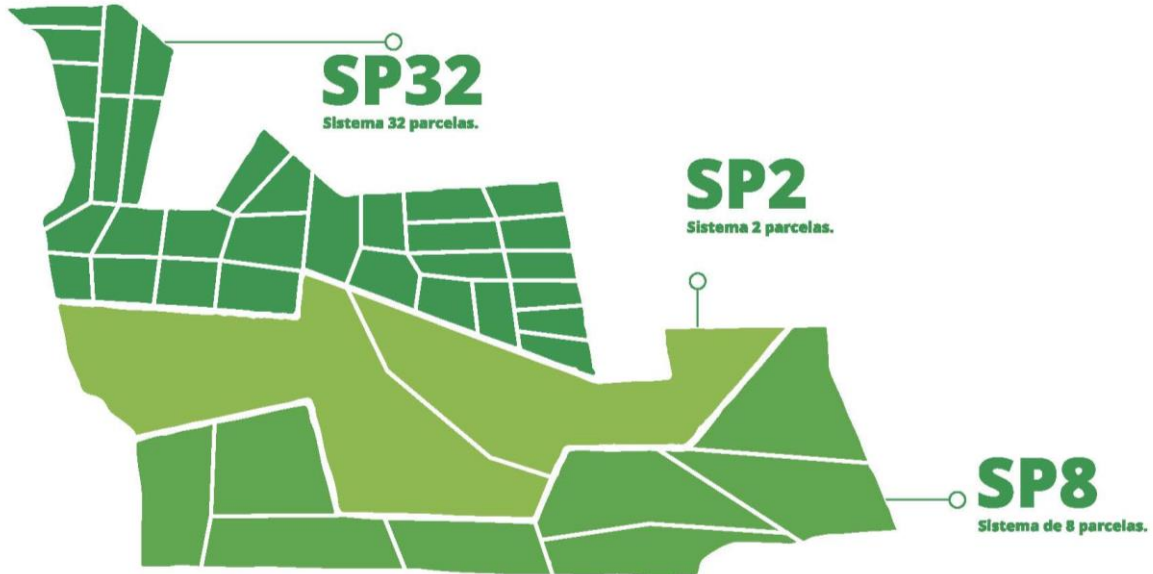 SP32
Sistema 32 parcelas.
SP2
Sistema 2 parcelas.
SP8
Sistema de 8 parcelas.